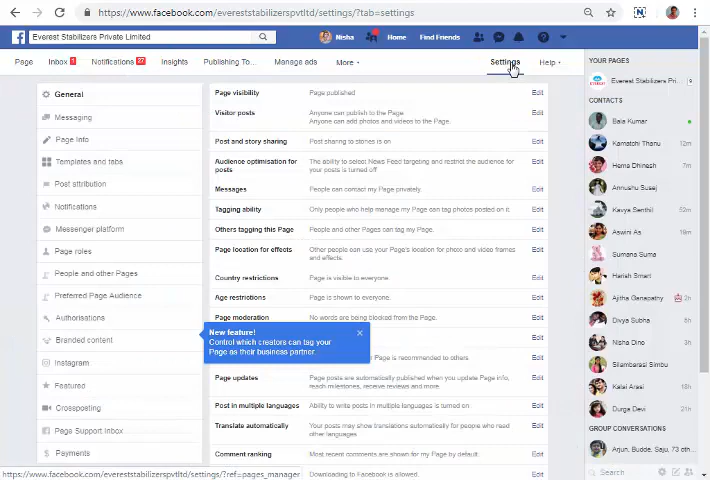 https://www.facebook.com/evereststabilizerspvtltd/settings/?tab=settings
Everest Stabilizers Private Limited
Nisha
Home
Find Friends
Page
Inbox 1
Notifications 27
Insights
Publishing To...
Manage ads
More
Settings
Help
General
Messaging
Page Info
Templates and tabs
Post attribution
Notifications
Messenger platform
Page roles
People and other Pages
Preferred Page Audience
Authorisations
Branded content
Instagram
Featured
Crossposting
Page Support Inbox
Payments
Page visibility Page published Edit
Visitor posts Anyone can publish to the Page Edit
Anyone can add photos and videos to the Page.
Post and story sharing Sharing to stories is on Edit
Audience optimisation for The ability to select News Feed targeting and restrict the audience for Edit
posts your posts is turned off
Messages People can contact my Page privately. Edit
Tagging ability Only people who help manage my Page can tag photos posted on it. Edit
Others tagging this Page People and other Pages can tag my Page. Edit
Page location for effects Other people can use your Page's location for photo and video frames Edit
and effects.
Country restrictions Page is visible to everyone. Edit
Age restrictions Page is shown to everyone. Edit
Page moderation No words are being blocked from the Page. Edit
New feature!
Control which creators can tag your
Page as their business partner.
Edit
Page is recommended to others. Edit
Page updates Page posts are automatically published when you update Page info, Edit
reach milestones, receive reviews and more.
Post in multiple languages Ability to write posts in multiple languages is turned on Edit
Translate automatically Your posts may show translations automatically for people who read Edit
other languages
Comment ranking Most recent comments are shown for my Page by default. Edit
Downloading to Facebook is allowed. Edit
YOUR PAGES
Everest Stabilizers Pri... 9
CONTACTS
Bala Kumar
Kamatchi Thanu 12m
Hema Dhinesh 7m
Annushu Susej
Kavya Senthil 52m
Aswini As 19m
Sumana Suma
Harish Smart
Ajitha Ganapathy 2h
Divya Subha 5h
Nisha Dino 3h
Silambarasi Simbu
Kalai Arasi 18h
Durga Devi 21h
GROUP CONVERSATIONS
Arjun, Budde, Saju, 73 oth...
Search
https://www.facebook.com/evereststabilizerspvtltd/settings/?ref=pages_manager